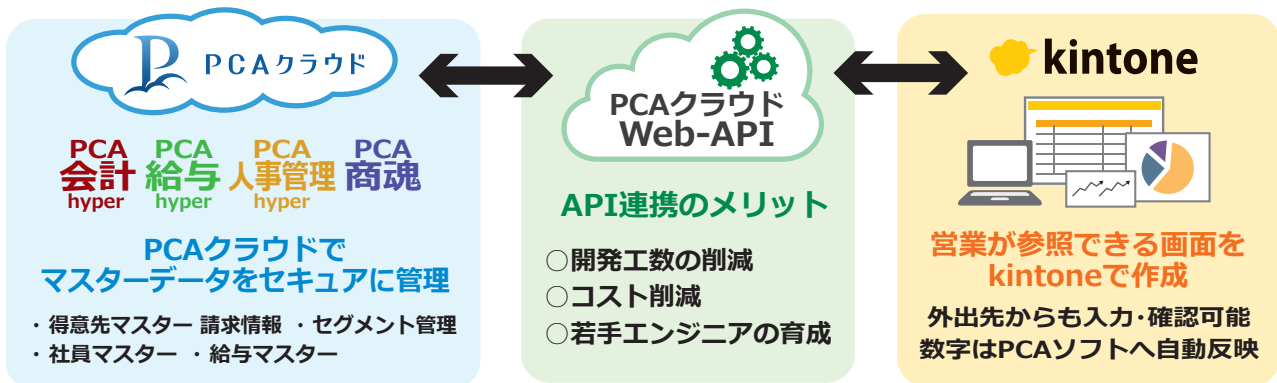 PCAクラウド
PCA
会計
hyper
PCA
給与
hyper
PCA
人事管理
hyper
PCA
商魂
PCAクラウドで
マスターデータをセキュアに管理
・得意先マスター 請求情報 ・セグメント管理
・社員マスター ・給与マスター
PCAクラウド
Web-API
API連携のメリット
○開発工数の削減
○コスト削減
○若手エンジニアの育成
kintone
営業が参照できる画面を
kintoneで作成
外出先からも入力・確認可能
数字はPCAソフトへ自動反映